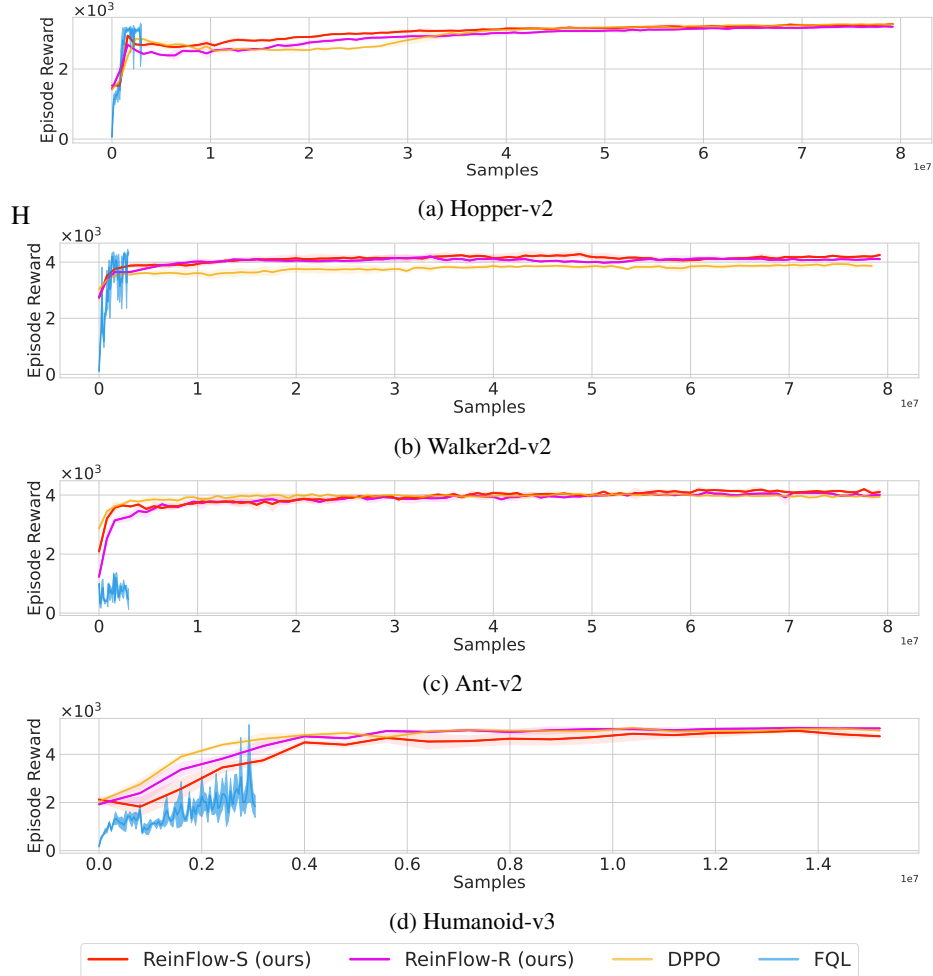 ×10³
Episode Reward
2
0
0 1 2 3 4 5 6 7 8
Samples
1e7
(a) Hopper-v2
H
×10³
Episode Reward
4
2
0
0 1 2 3 4 5 6 7 8
Samples
1e7
(b) Walker2d-v2
×10³
Episode Reward
4
2
0
0 1 2 3 4 5 6 7 8
Samples
1e7
(c) Ant-v2
×10³
Episode Reward
4
2
0
0.0 0.2 0.4 0.6 0.8 1.0 1.2 1.4
Samples
1e7
(d) Humanoid-v3
ReinFlow-S (ours) ReinFlow-R (ours) DPPO FQL